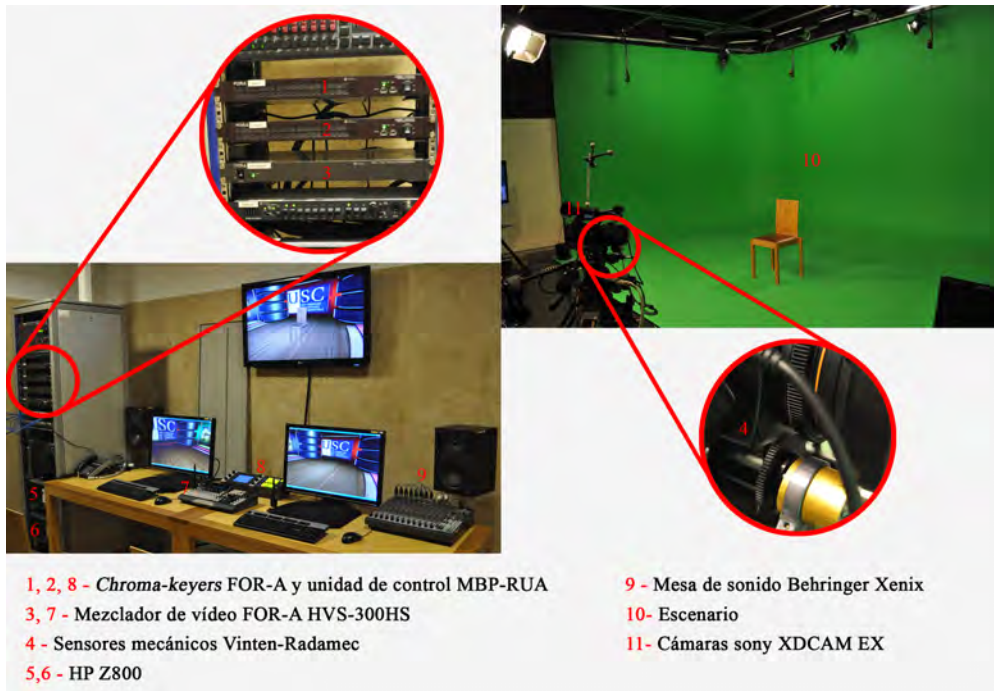 FOR.A
1
2
3
10
11
USC
SC
USC
4
5
6
7
8
9
1, 2, 8 - Chroma-keyers FOR-A y unidad de control MBP-RUA
3, 7 - Mezclador de vídeo FOR-A HVS-300HS
4 - Sensores mecánicos Vinten-Radamec
5,6 - HP Z800
9 - Mesa de sonido Behringer Xenix
10- Escenario
11- Cámaras sony XDCAM EX